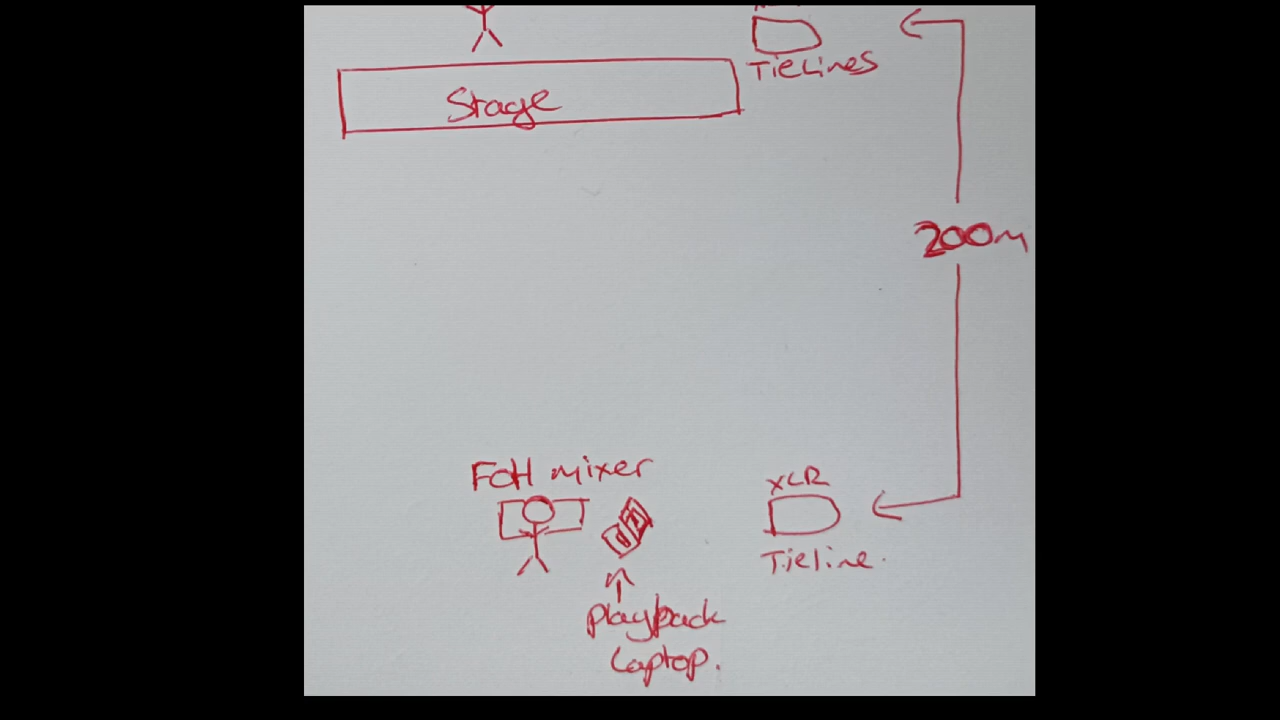 Tielines
Stage
200m
FOH mixer
XLR
Tieline.
playback
Laptop.